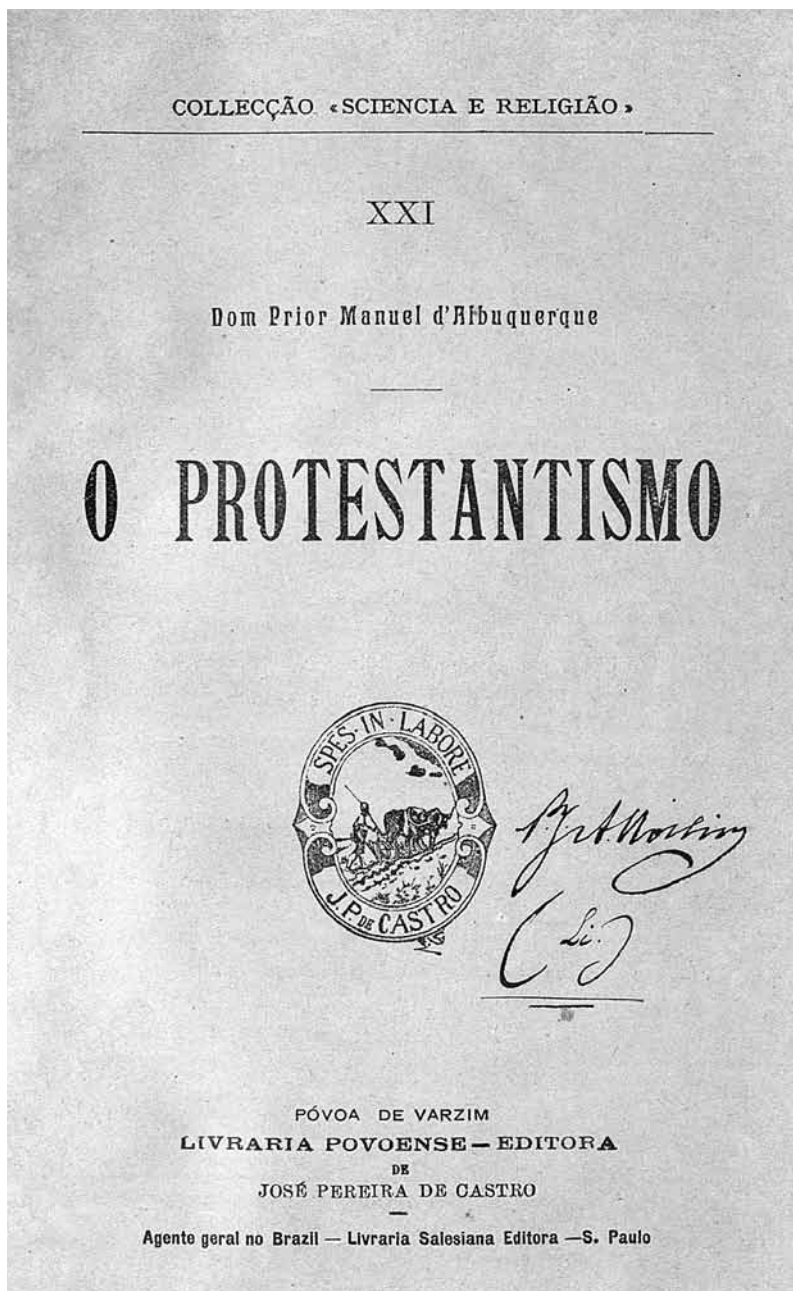 COLLECÇÃO «SCIENCIA E RELIGIÃO»
XXI
Dom Prior Manuel d'Albuquerque
O PROTESTANTISMO
SPES·IN·LABORE
J.P. DE CASTRO
(Li.)
PÓVOA DE VARZIM
LIVRARIA POVOENSE — EDITORA
DE
JOSÉ PEREIRA DE CASTRO
Agente geral no Brazil — Livraria Salesiana Editora — S. Paulo